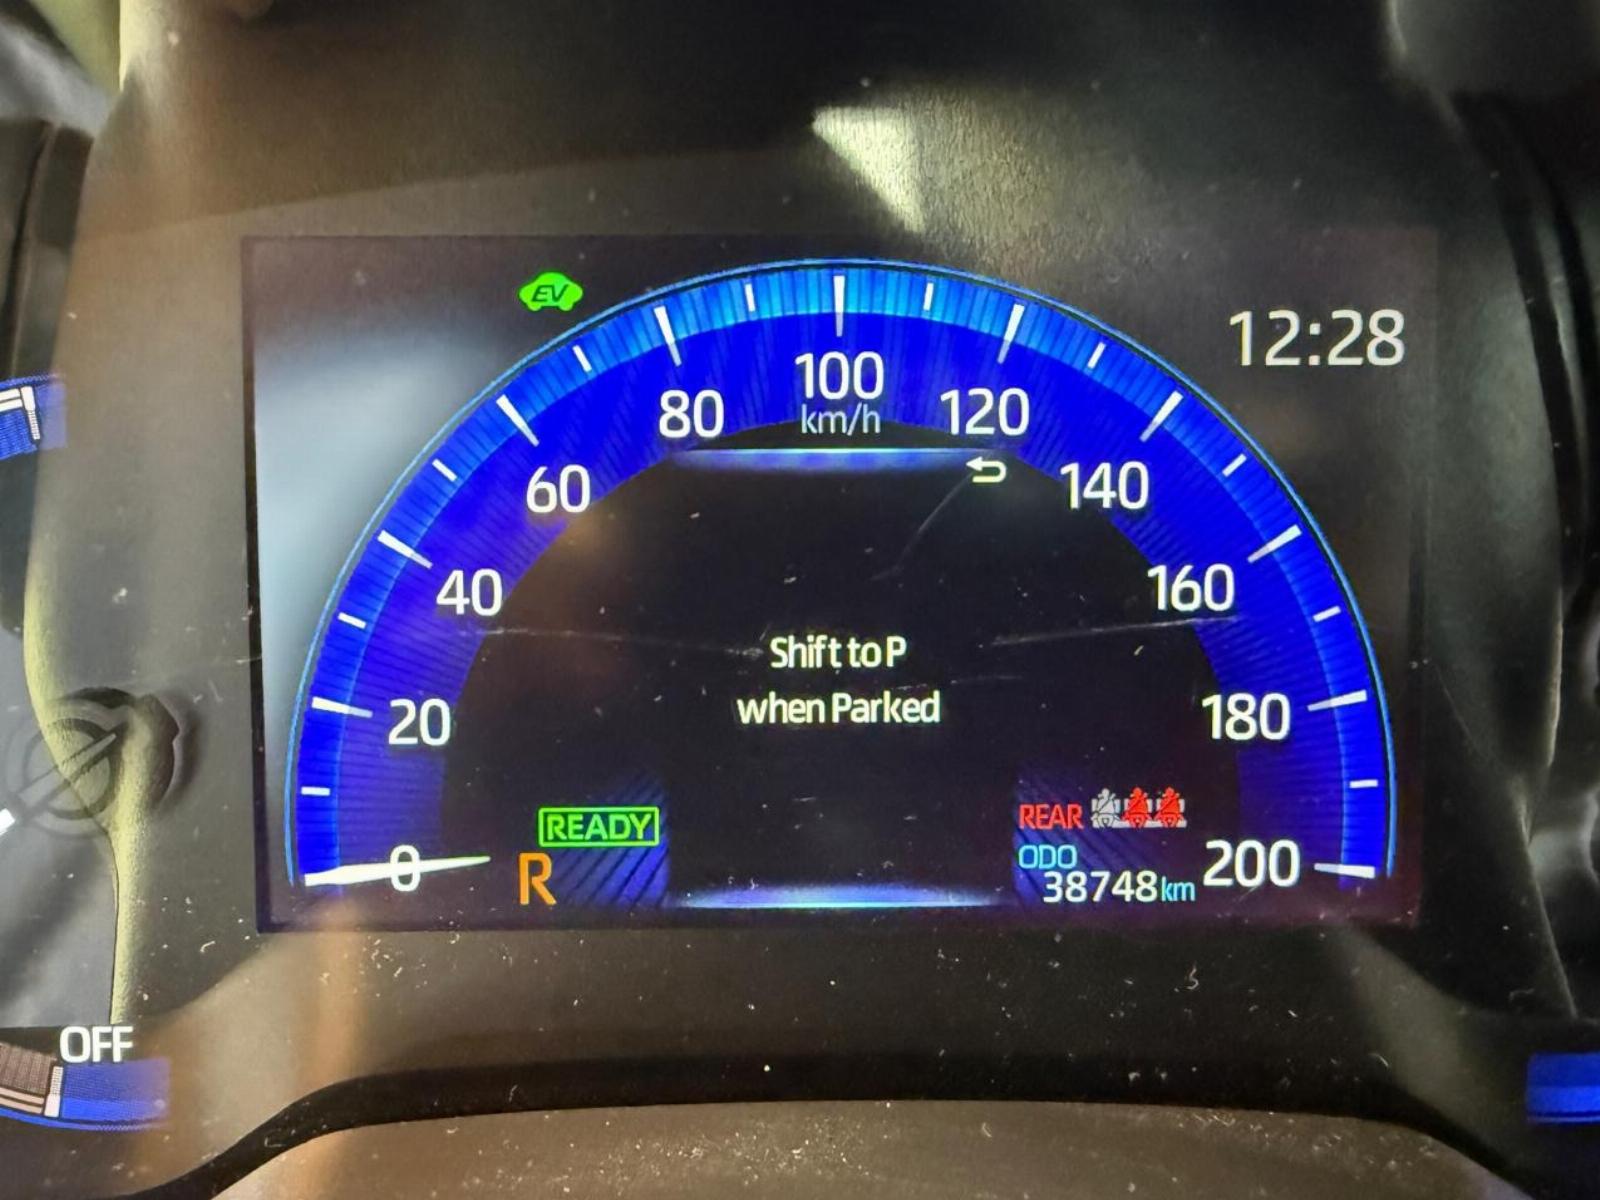 EV
12:28
100
km/h
80
120
60
140
40
160
Shift to P
when Parked
20
180
READY
REAR
ODO
0
R
38748 km
200
OFF